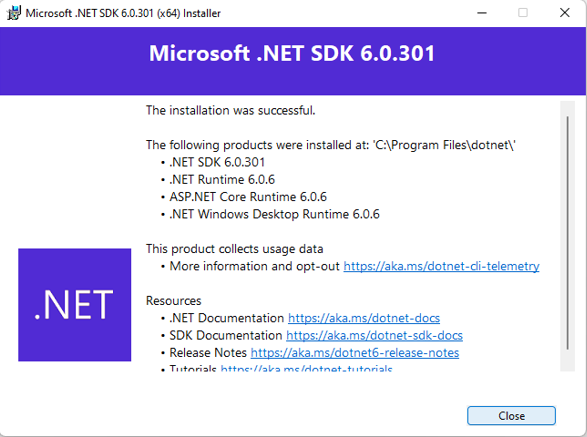 Microsoft .NET SDK 6.0.301 (x64) Installer
Microsoft .NET SDK 6.0.301
The installation was successful.
The following products were installed at: 'C:\Program Files\dotnet\'
• .NET SDK 6.0.301
• .NET Runtime 6.0.6
• ASP.NET Core Runtime 6.0.6
• .NET Windows Desktop Runtime 6.0.6
This product collects usage data
• More information and opt-out https://aka.ms/dotnet-cli-telemetry
Resources
• .NET Documentation https://aka.ms/dotnet-docs
• SDK Documentation https://aka.ms/dotnet-sdk-docs
• Release Notes https://aka.ms/dotnet6-release-notes
• Tutorials https://aka.ms/dotnet-tutorials
.NET
Close